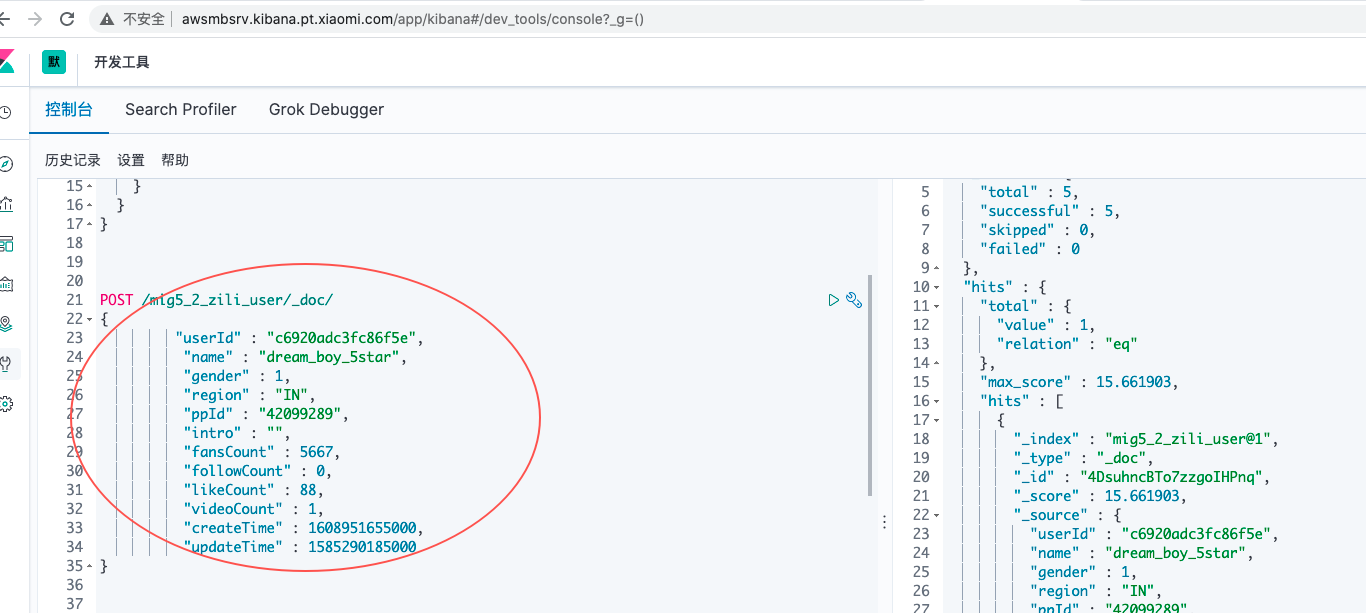 不安全 awsmbsrv.kibana.pt.xiaomi.com/app/kibana#/dev_tools/console?_g=()
默 开发工具
控制台 Search Profiler Grok Debugger
历史记录 设置 帮助
15 }
16 }
17 }
18
19
20
21 POST /mig5_2_zili_user/_doc/
22 {
23 "userId" : "c6920adc3fc86f5e",
24 "name" : "dream_boy_5star",
25 "gender" : 1,
26 "region" : "IN",
27 "ppId" : "42099289",
28 "intro" : "",
29 "fansCount" : 5667,
30 "followCount" : 0,
31 "likeCount" : 88,
32 "videoCount" : 1,
33 "createTime" : 1608951655000,
34 "updateTime" : 1585290185000
35 }
36
37
5 "total" : 5,
6 "successful" : 5,
7 "skipped" : 0,
8 "failed" : 0
9 },
10 "hits" : {
11 "total" : {
12 "value" : 1,
13 "relation" : "eq"
14 },
15 "max_score" : 15.661903,
16 "hits" : [
17 {
18 "_index" : "mig5_2_zili_user@1",
19 "_type" : "_doc",
20 "_id" : "4DsuhncBTo7zzgoIHPnq",
21 "_score" : 15.661903,
22 "_source" : {
23 "userId" : "c6920adc3fc86f5e",
24 "name" : "dream_boy_5star",
25 "gender" : 1,
26 "region" : "IN",
27 "ppId" : "42099289"